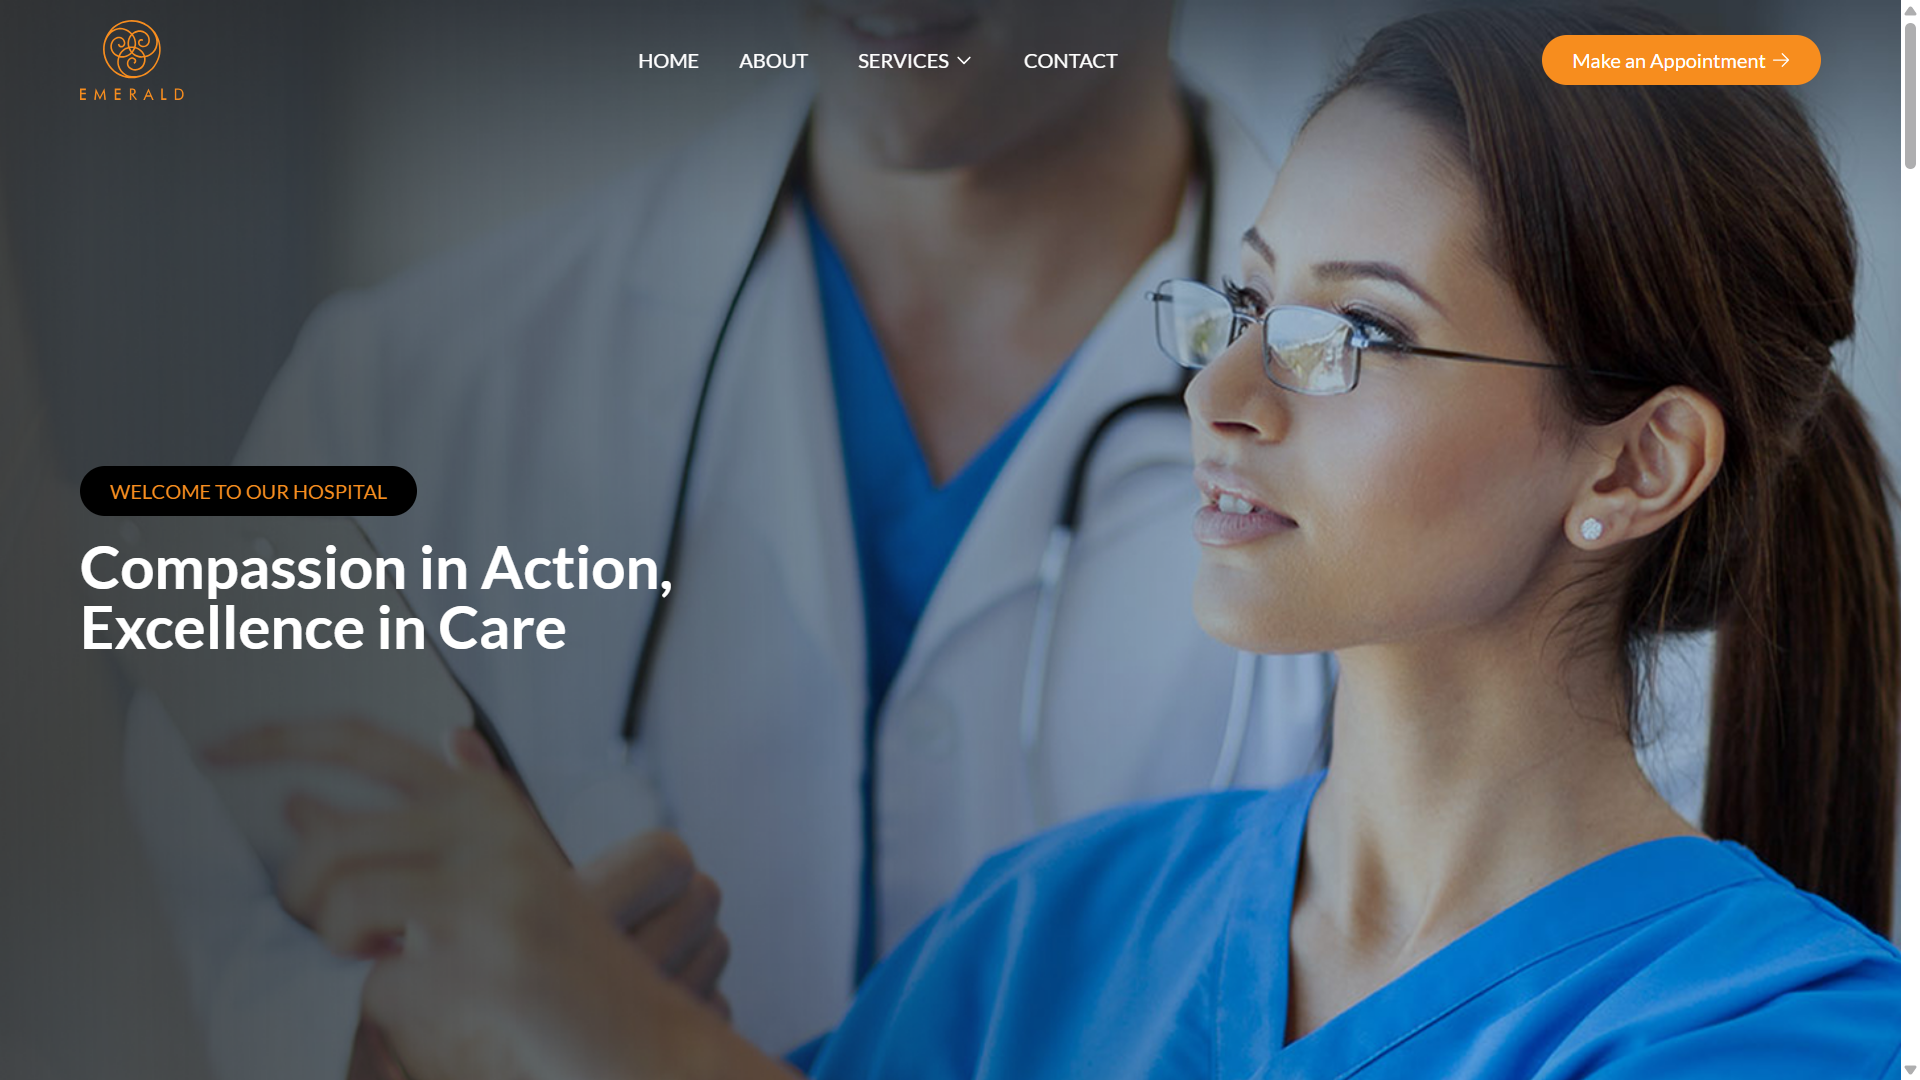 EMERALD
HOME
ABOUT
SERVICES
CONTACT
Make an Appointment
WELCOME TO OUR HOSPITAL
Compassion in Action,
Excellence in Care